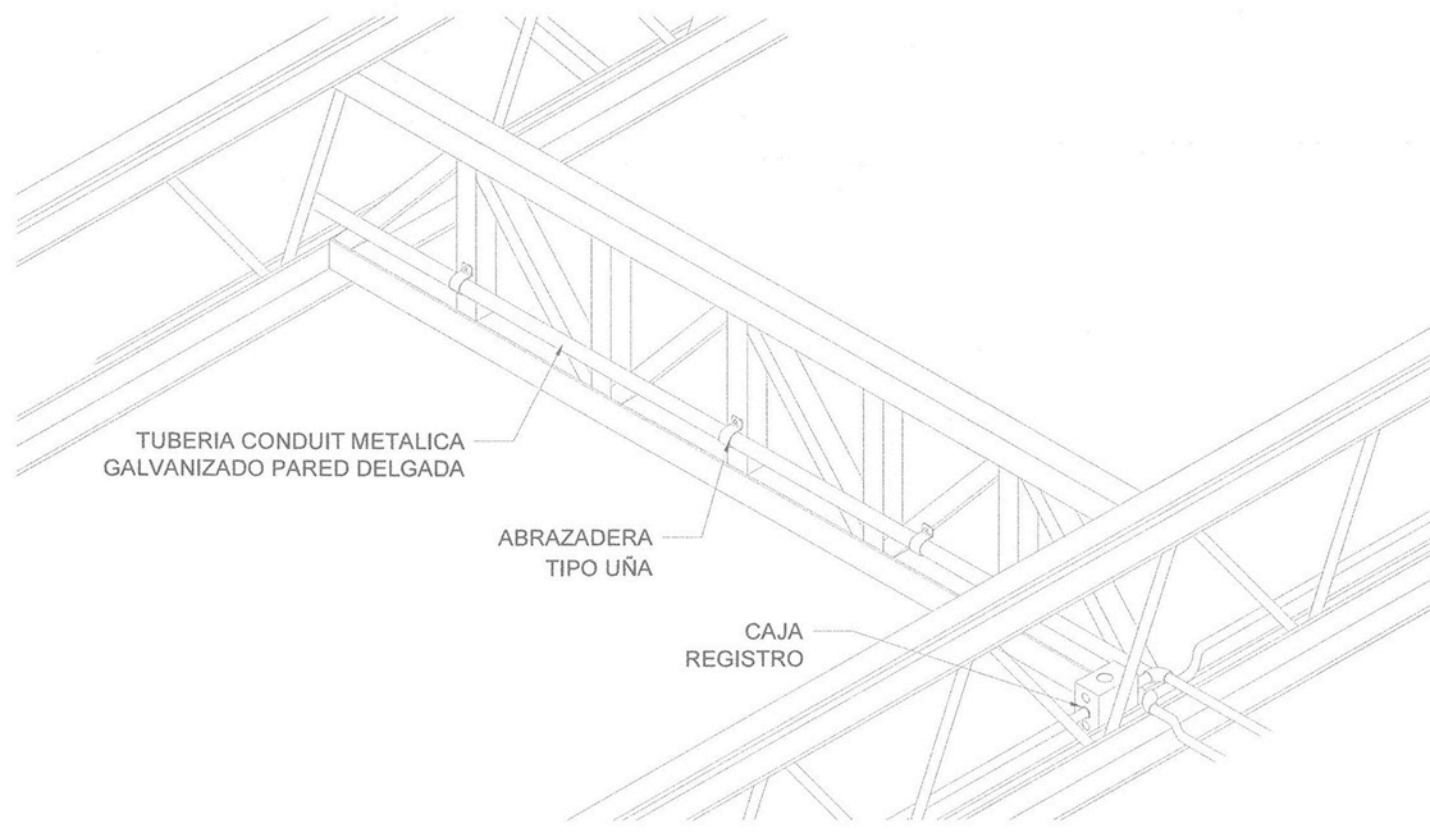 TUBERIA CONDUIT METALICA
GALVANIZADO PARED DELGADA
ABRAZADERA
TIPO UÑA
CAJA
REGISTRO